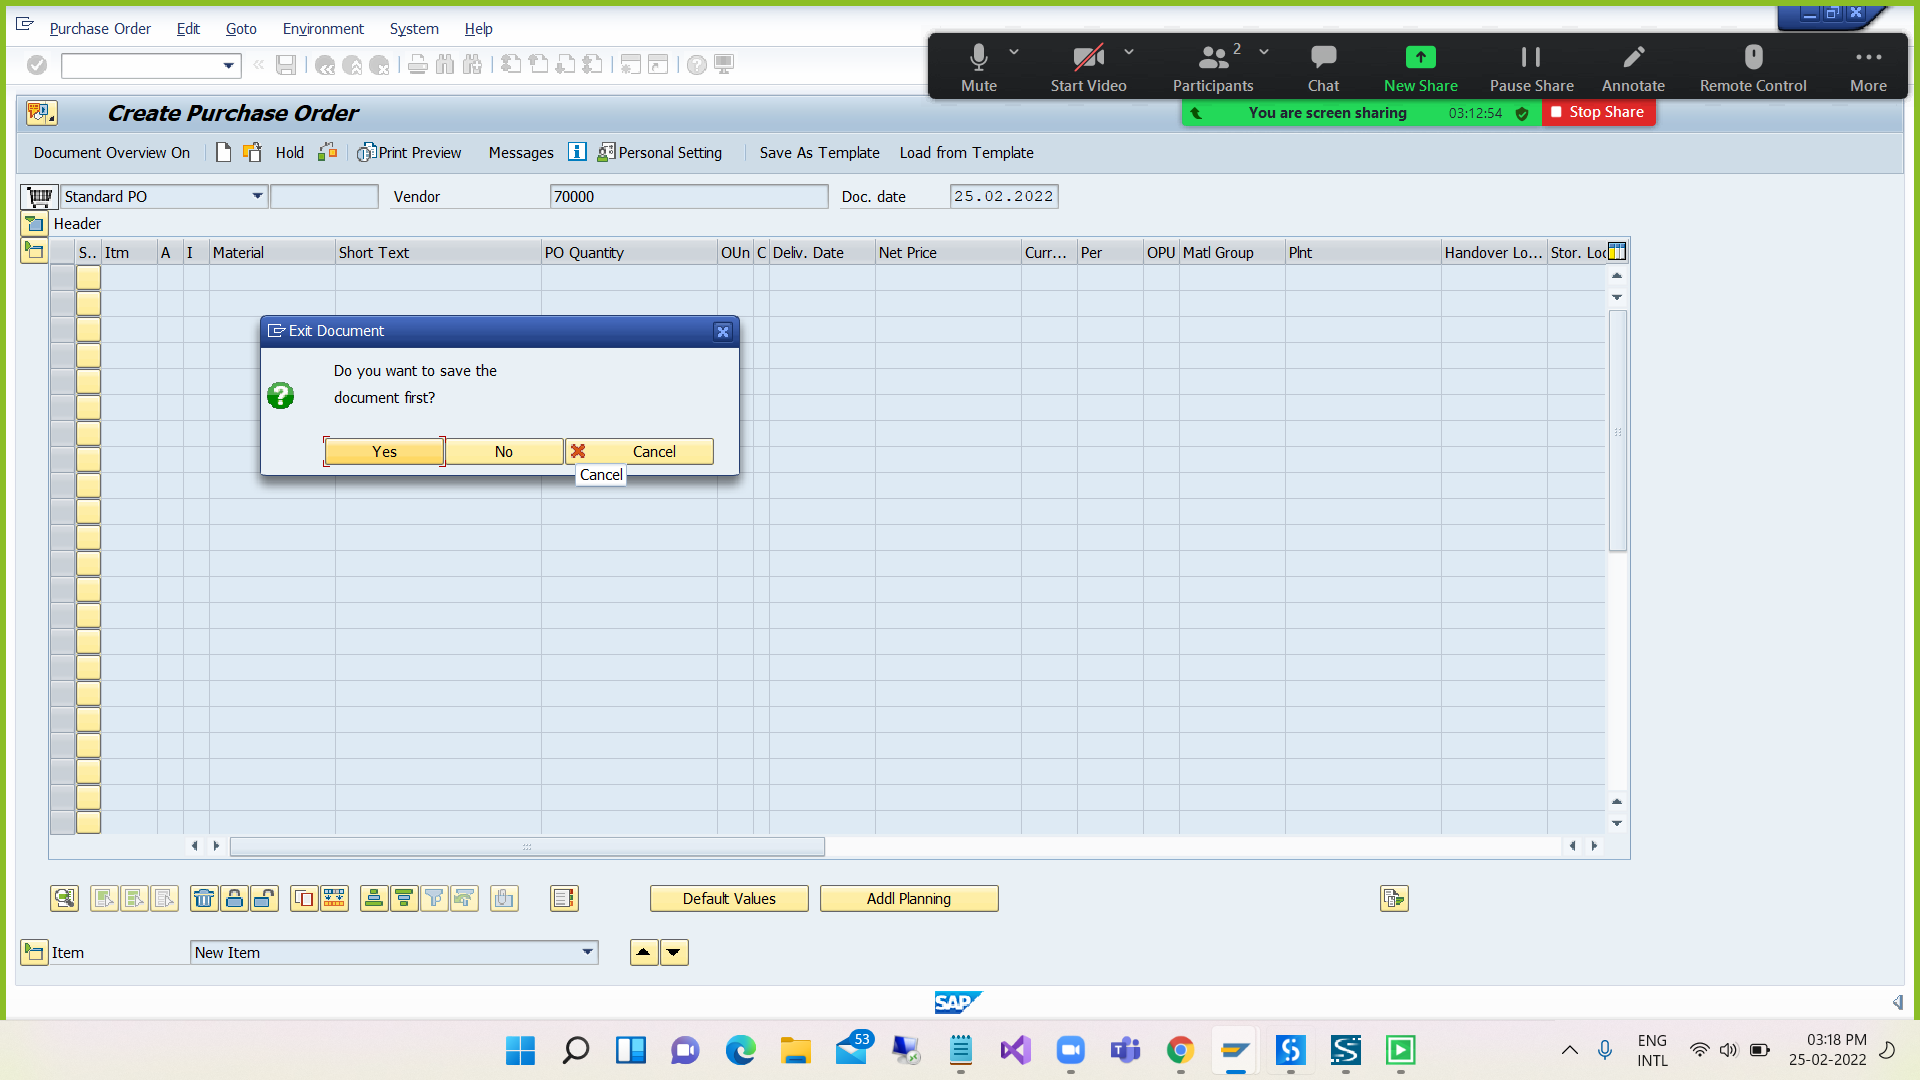 Purchase Order Edit Goto Environment System Help
Mute Start Video 2 Participants Chat New Share Pause Share Annotate Remote Control More
You are screen sharing 03:12:54 Stop Share
Create Purchase Order
Document Overview On Hold Print Preview Messages Personal Setting Save As Template Load from Template
Standard PO Vendor 70000 Doc. date 25.02.2022
Header
S.. Itm A I Material Short Text PO Quantity OUn C Deliv. Date Net Price Curr... Per OPU Matl Group Plnt Handover Lo... Stor. Loc
Exit Document
Do you want to save the
document first?
Yes No Cancel
Cancel
Default Values Addl Planning
Item New Item
SAP
53
ENG
INTL
03:18 PM
25-02-2022